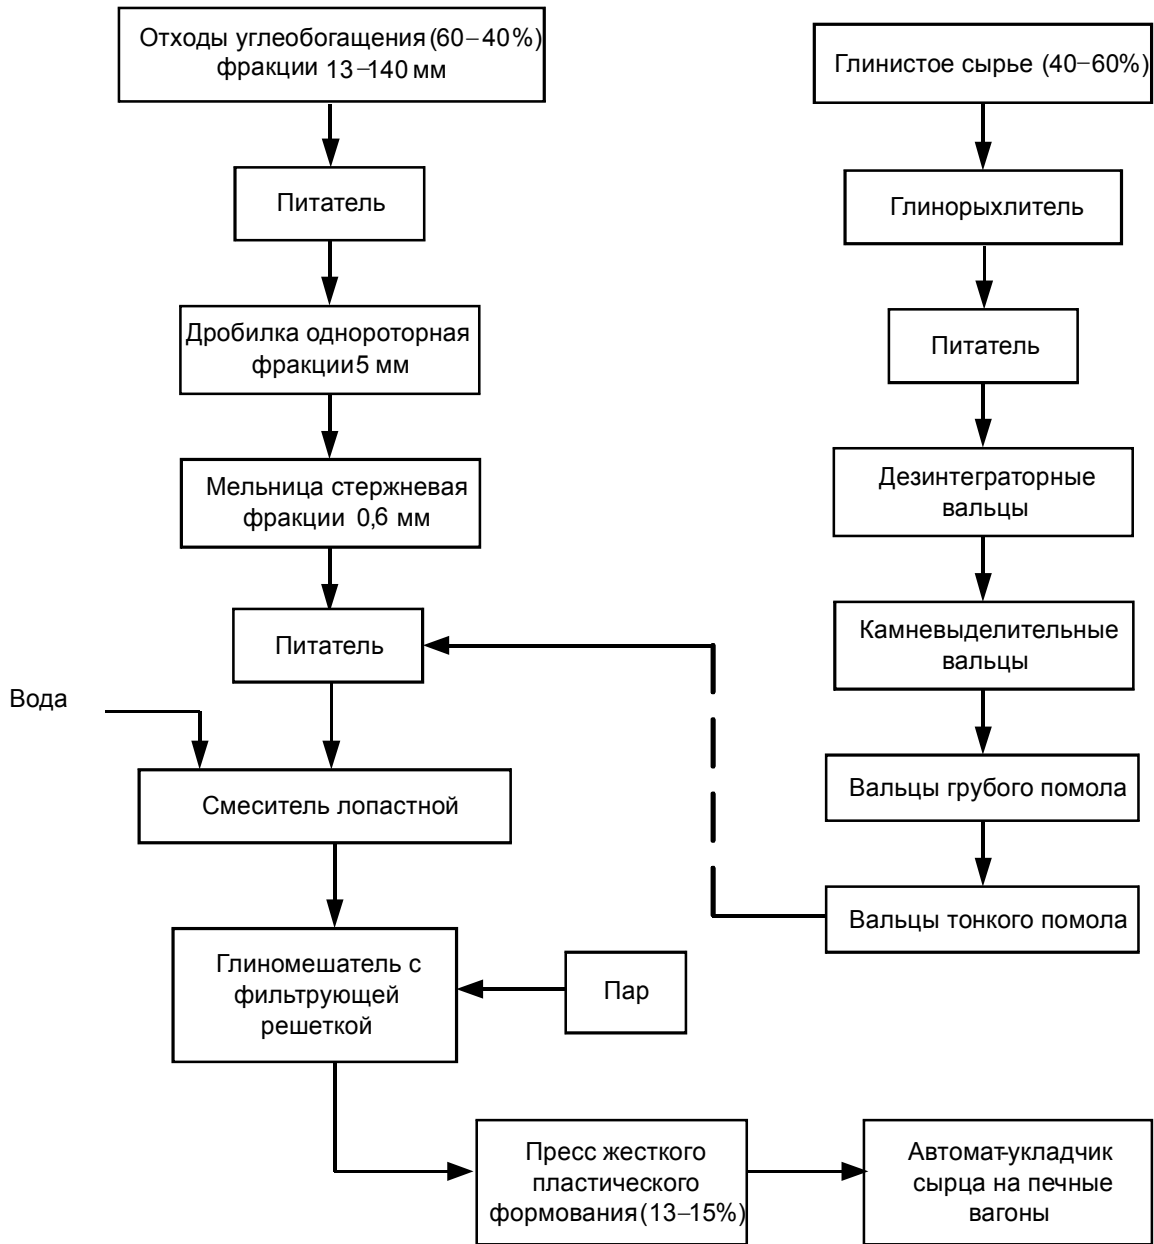 Отходы углеобогащения (60–40%)
фракции 13–140 мм
Питатель
Дробилка однороторная
фракции 5 мм
Мельница стержневая
фракции 0,6 мм
Питатель
Вода
Смеситель лопастной
Глиномешатель с
фильтрующей
решеткой
Пар
Пресс жесткого
пластического
формования (13–15%)
Автомат-укладчик
сырца на печные
вагоны
Глинистое сырье (40–60%)
Глинорыхлитель
Питатель
Дезинтеграторные
вальцы
Камневыделительные
вальцы
Вальцы грубого помола
Вальцы тонкого помола